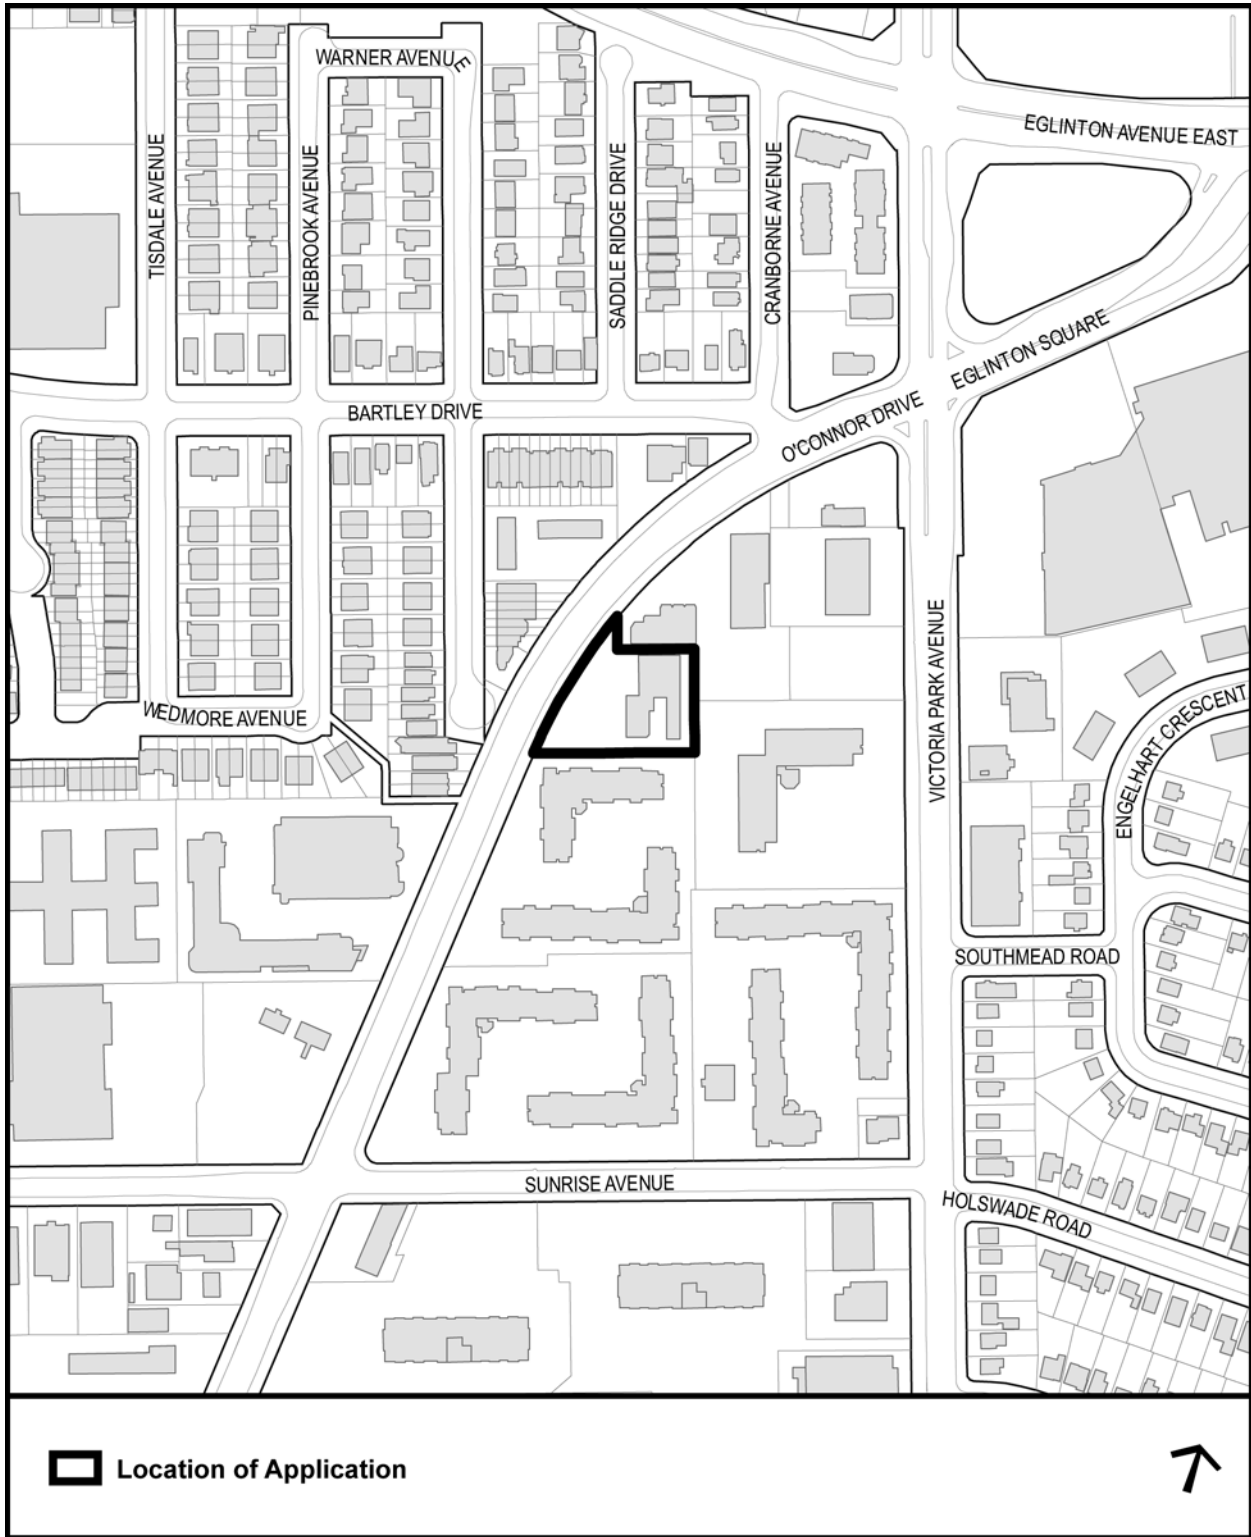 WARNER AVENUE
EGLINTON AVENUE EAST
TISDALE AVENUE
PINEBROOK AVENUE
SADDLE RIDGE DRIVE
CRANBORNE AVENUE
EGLINTON SQUARE
BARTLEY DRIVE
O'CONNOR DRIVE
VICTORIA PARK AVENUE
WEDMORE AVENUE
ENGELHART CRESCENT
SOUTHMEAD ROAD
SUNRISE AVENUE
HOLSWADE ROAD
Location of Application